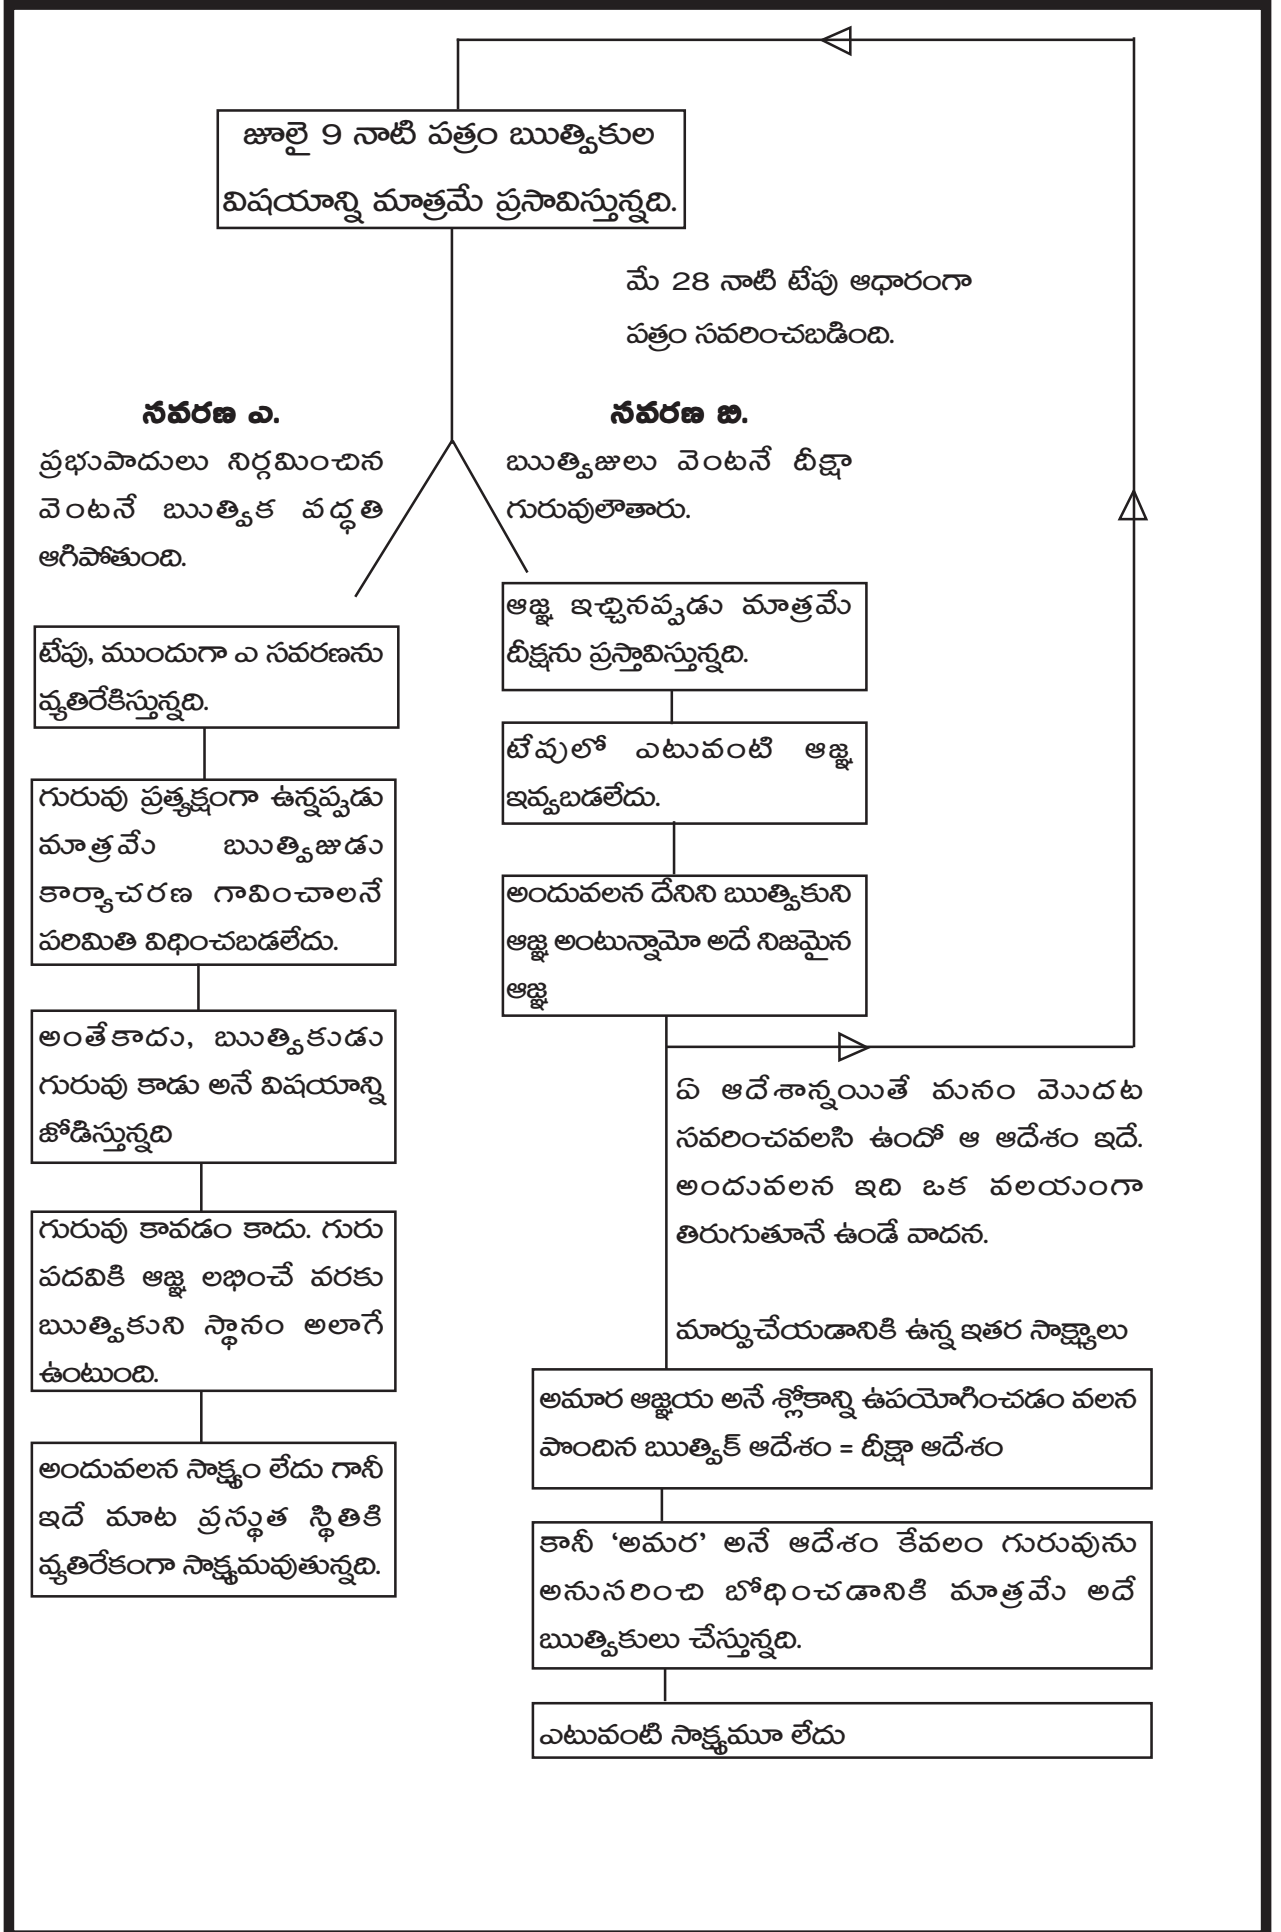 జూలై 9 నాటి పత్రం ఋత్వికుల
విషయాన్ని మాత్రమే ప్రసావిస్తున్నది.
మే 28 నాటి టేపు ఆధారంగా
పత్రం సవరించబడింది.
సవరణ ఎ.
ప్రభుపాదులు నిర్గమించిన
వెంటనే ఋత్విక పద్ధతి
ఆగిపోతుంది.
టేపు, ముందుగా ఎ సవరణను
వ్యతిరేకిస్తున్నది.
గురువు ప్రత్యక్షంగా ఉన్నప్పడు
మాత్రమే ఋత్విజుడు
కార్యాచరణ గావించాలనే
పరిమితి విధించబడలేదు.
అంతేకాదు, ఋత్వికుడు
గురువు కాడు అనే విషయాన్ని
జోడిస్తున్నది
గురువు కావడం కాదు. గురు
పదవికి ఆజ్ఞ లభించే వరకు
ఋత్వికుని స్థానం అలాగే
ఉంటుంది.
అందువలన సాక్ష్యం లేదు గానీ
ఇదే మాట ప్రస్థుత స్థితికి
వ్యతిరేకంగా సాక్ష్యమవుతున్నది.
సవరణ బి.
ఋత్విజులు వెంటనే దీక్షా
గురువులౌతారు.
ఆజ్ఞ ఇచ్చినప్పడు మాత్రమే
దీక్షను ప్రస్తావిస్తున్నది.
టేపులో ఎటువంటి ఆజ్ఞ
ఇవ్వబడలేదు.
అందువలన దేనిని ఋత్వికుని
ఆజ్ఞ అంటున్నామో అదే నిజమైన
ఆజ్ఞ
ఏ ఆదేశాన్నయితే మనం మొదట
సవరించవలసి ఉందో ఆ ఆదేశం ఇదే.
అందువలన ఇది ఒక వలయంగా
తిరుగుతూనే ఉండే వాదన.
మార్పుచేయడానికి ఉన్న ఇతర సాక్ష్యాలు
అమార ఆజ్ఞయ అనే శ్లోకాన్ని ఉపయోగించడం వలన
పొందిన ఋత్విక్ ఆదేశం = దీక్షా ఆదేశం
కానీ ‘అమర’ అనే ఆదేశం కేవలం గురువును
అనుసరించి బోధించడానికి మాత్రమే అదే
ఋత్వికులు చేస్తున్నది.
ఎటువంటి సాక్ష్యమూ లేదు